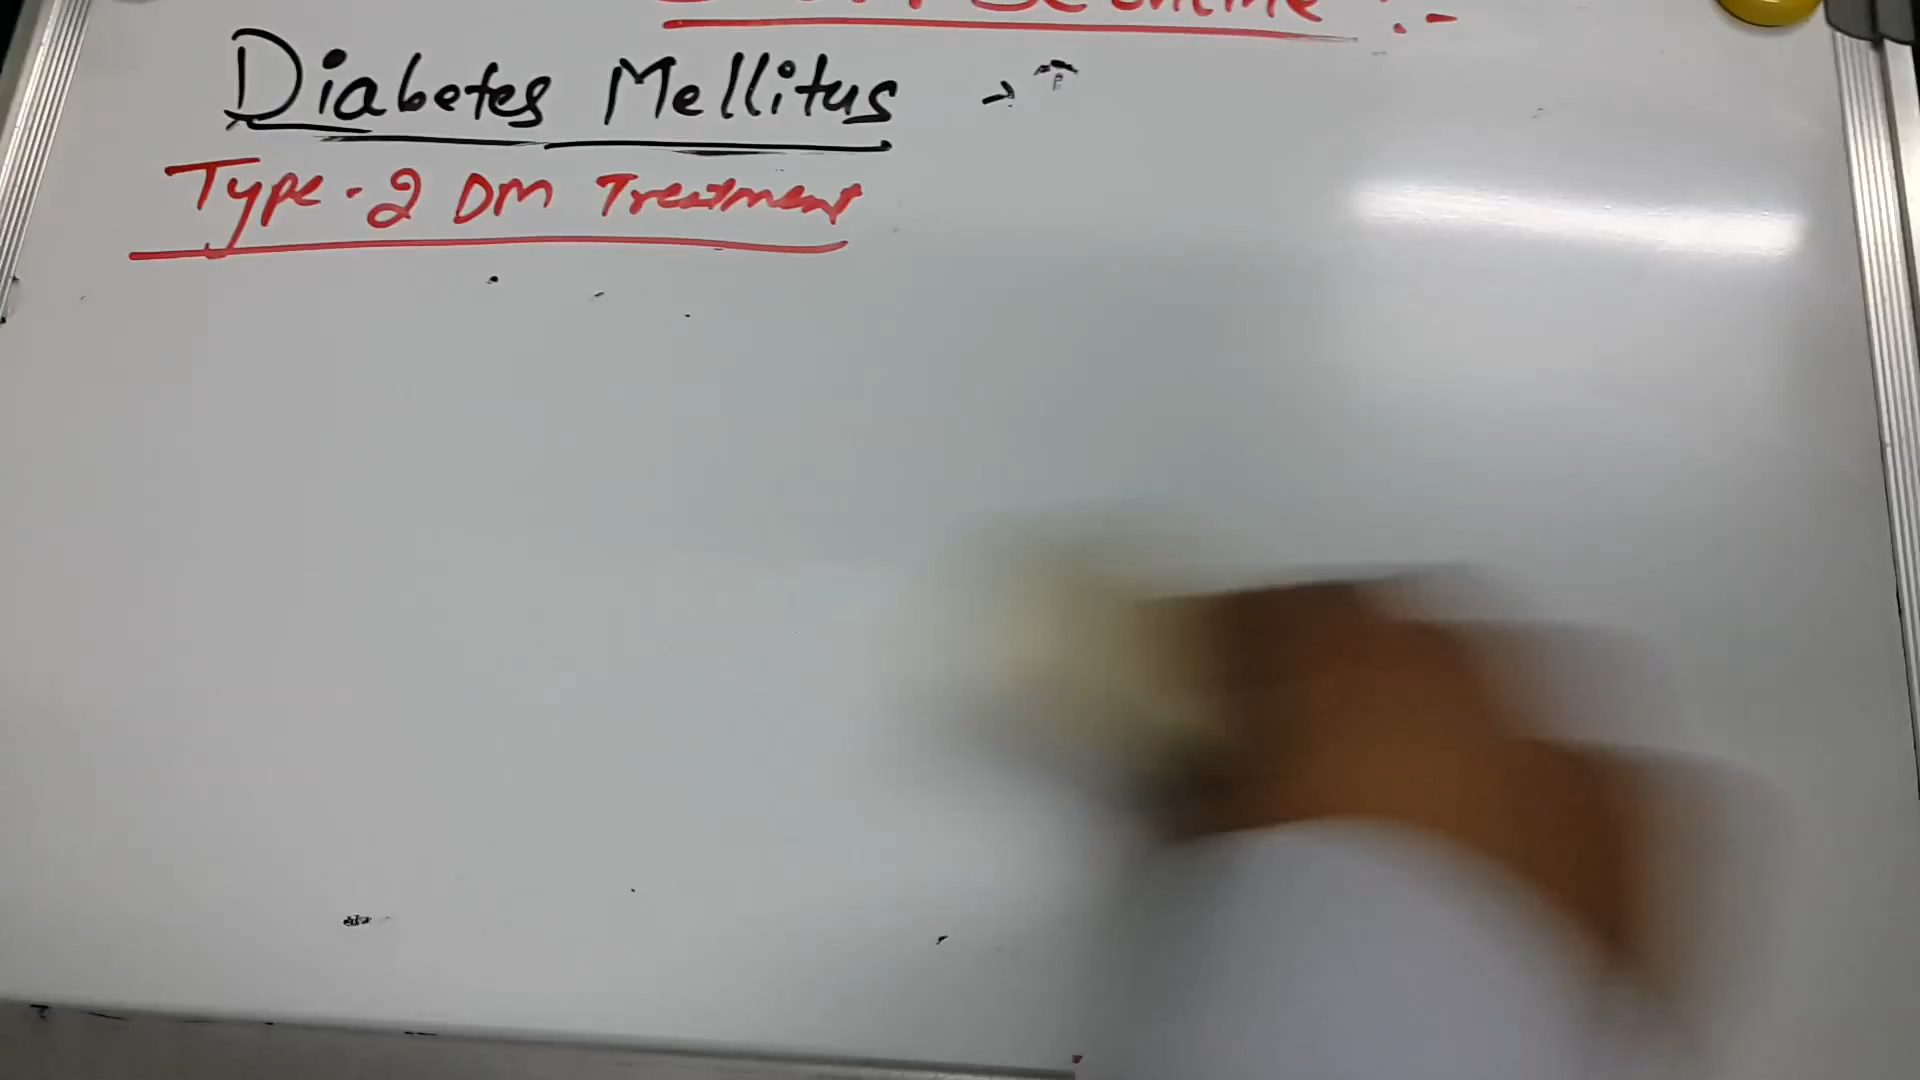 Diabetes Mellitus →
Type-2 DM Treatment